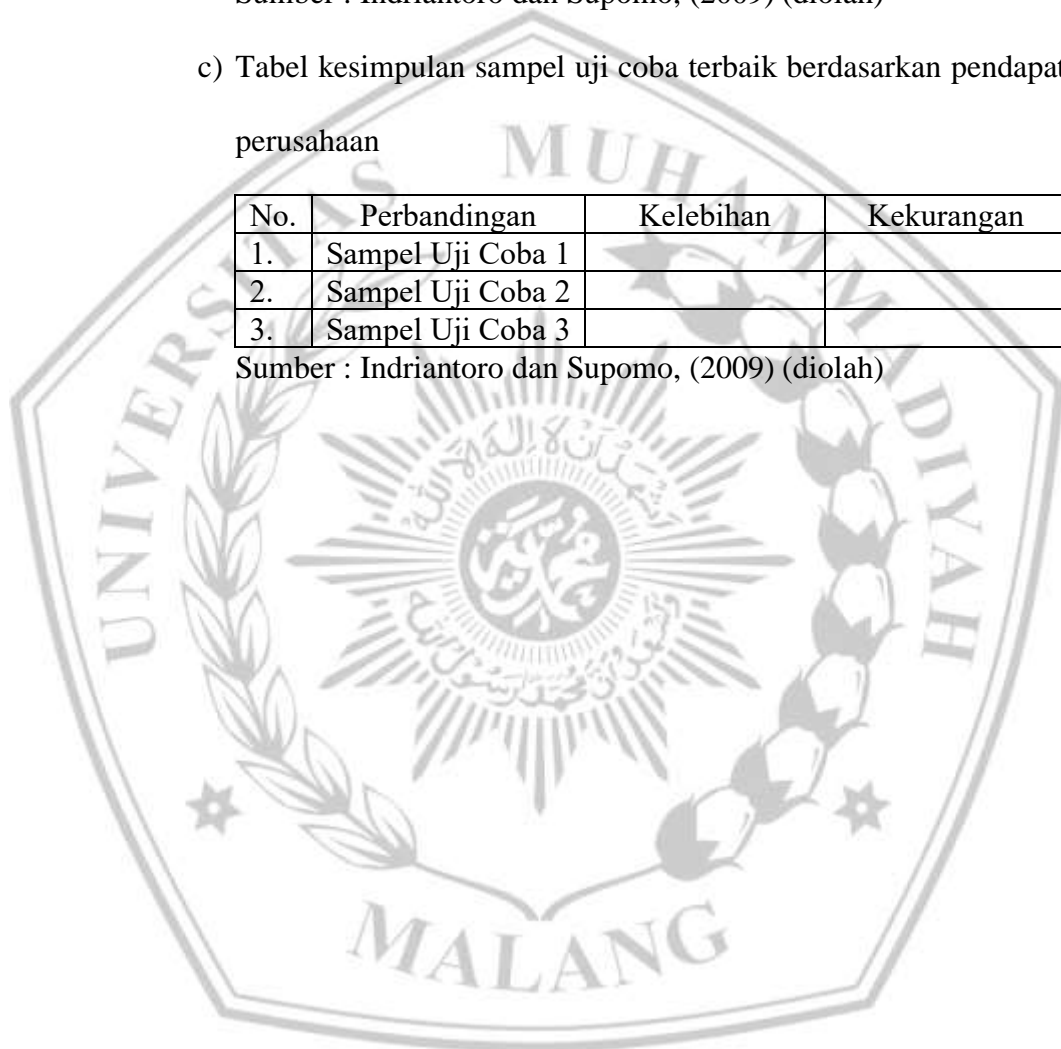 Sumber : Indriantoro dan Supomo, (2009) (diolah)
c) Tabel kesimpulan sampel uji coba terbaik berdasarkan pendapat
perusahaan
No. Perbandingan Kelebihan Kekurangan
1. Sampel Uji Coba 1
2. Sampel Uji Coba 2
3. Sampel Uji Coba 3
Sumber : Indriantoro dan Supomo, (2009) (diolah)
UNIVERSITAS MUHAMMADIYAH
MALANG